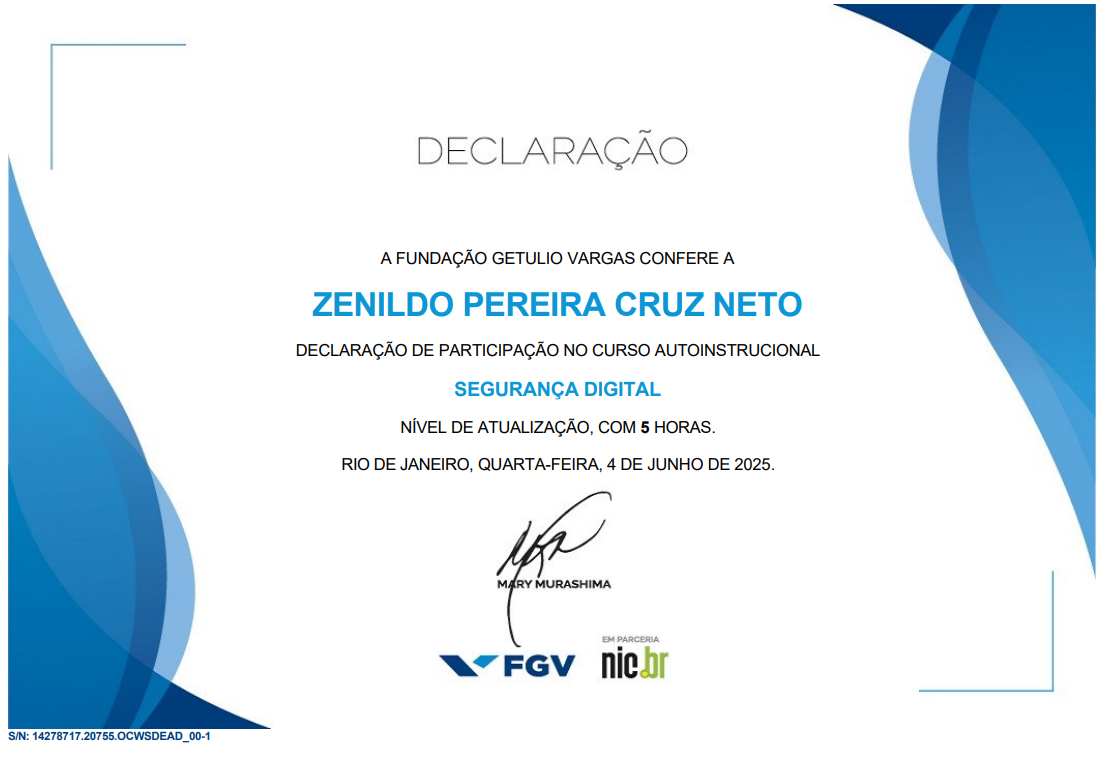 DECLARAÇÃO
A FUNDAÇÃO GETULIO VARGAS CONFERE A
ZENILDO PEREIRA CRUZ NETO
DECLARAÇÃO DE PARTICIPAÇÃO NO CURSO AUTOINSTRUCIONAL
SEGURANÇA DIGITAL
NÍVEL DE ATUALIZAÇÃO, COM 5 HORAS.
RIO DE JANEIRO, QUARTA-FEIRA, 4 DE JUNHO DE 2025.
MARY MURASHIMA
EM PARCERIA
FGV nic.br
S/N: 14278717.20755.OCWSDEAD_00-1